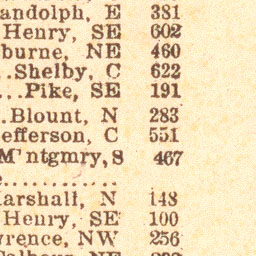 andolph, E 381
Henry, SE 602
burne, NE 460
..Shelby, C 622
...Pike, SE 191
.Blount, N 283
efferson, C 551
M'ntgmry, S 467
e............
arshall, N 148
Henry, SE 100
wrence, NW 256